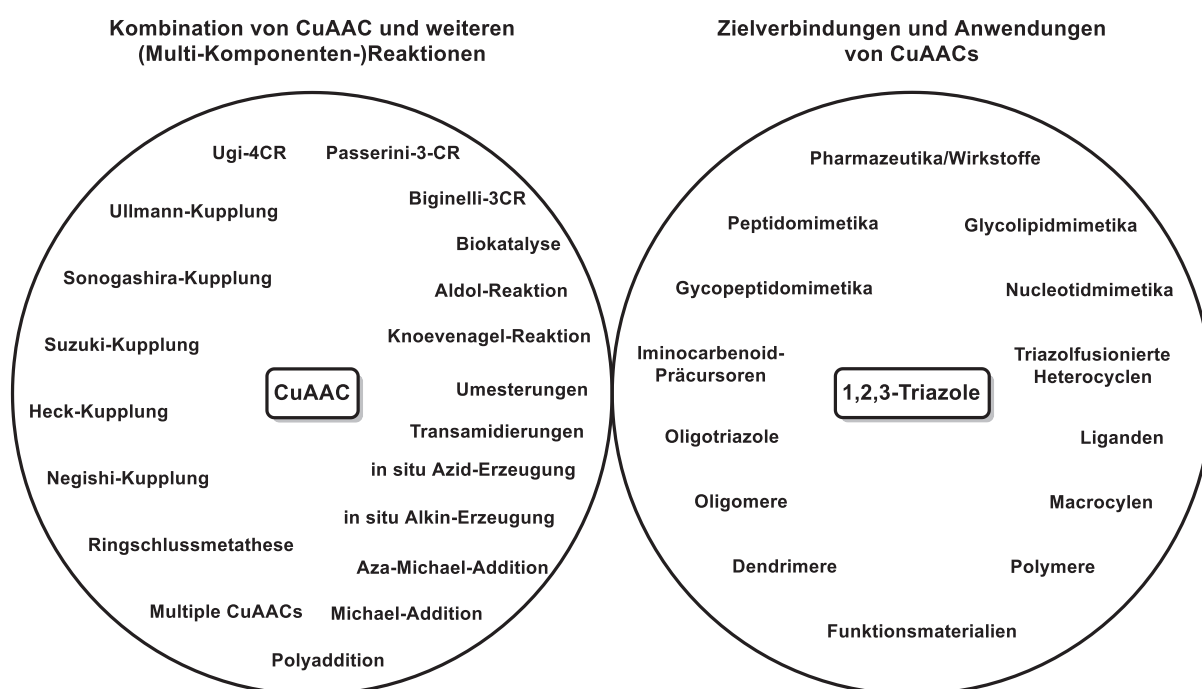 Kombination von CuAAC und weiteren
(Multi-Komponenten-)Reaktionen
Ugi-4CR
Passerini-3-CR
Ullmann-Kupplung
Biginelli-3CR
Biokatalyse
Sonogashira-Kupplung
Aldol-Reaktion
Knoevenagel-Reaktion
Suzuki-Kupplung
CuAAC
Umesterungen
Heck-Kupplung
Transamidierungen
in situ Azid-Erzeugung
Negishi-Kupplung
in situ Alkin-Erzeugung
Ringschlussmetathese
Aza-Michael-Addition
Multiple CuAACs
Michael-Addition
Polyaddition
Zielverbindungen und Anwendungen
von CuAACs
Pharmazeutika/Wirkstoffe
Peptidomimetika
Glycolipidmimetika
Gycopeptidomimetika
Nucleotidmimetika
Iminocarbenoid-
Präcursoren
Triazolfusionierte
Heterocyclen
1,2,3-Triazole
Oligotriazole
Liganden
Oligomere
Macrocylen
Dendrimere
Polymere
Funktionsmaterialien